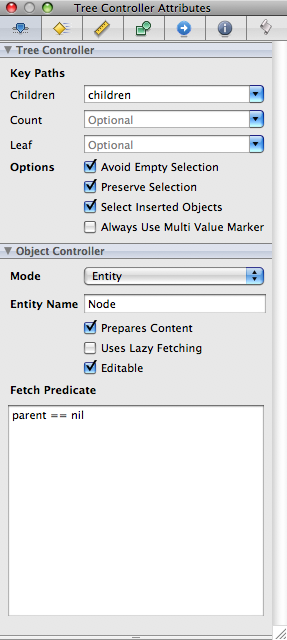 Tree Controller Attributes
Tree Controller
Key Paths
Children children
Count Optional
Leaf Optional
Options Avoid Empty Selection
Preserve Selection
Select Inserted Objects
Always Use Multi Value Marker
Object Controller
Mode Entity
Entity Name Node
Prepares Content
Uses Lazy Fetching
Editable
Fetch Predicate
parent == nil